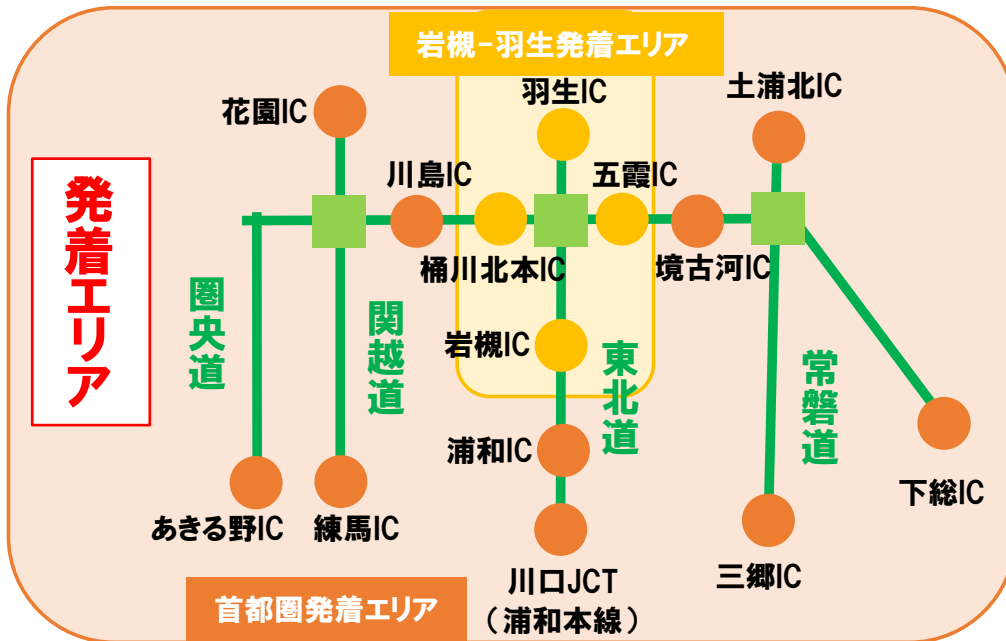 岩槻-羽生発着エリア
羽生IC
土浦北IC
花園IC
川島IC
五霞IC
発着エリア
桶川北本IC
境古河IC
圏央道
関越道
岩槻IC
東北道
常磐道
浦和IC
下総IC
あきる野IC
練馬IC
川口JCT
（浦和本線）
三郷IC
首都圏発着エリア